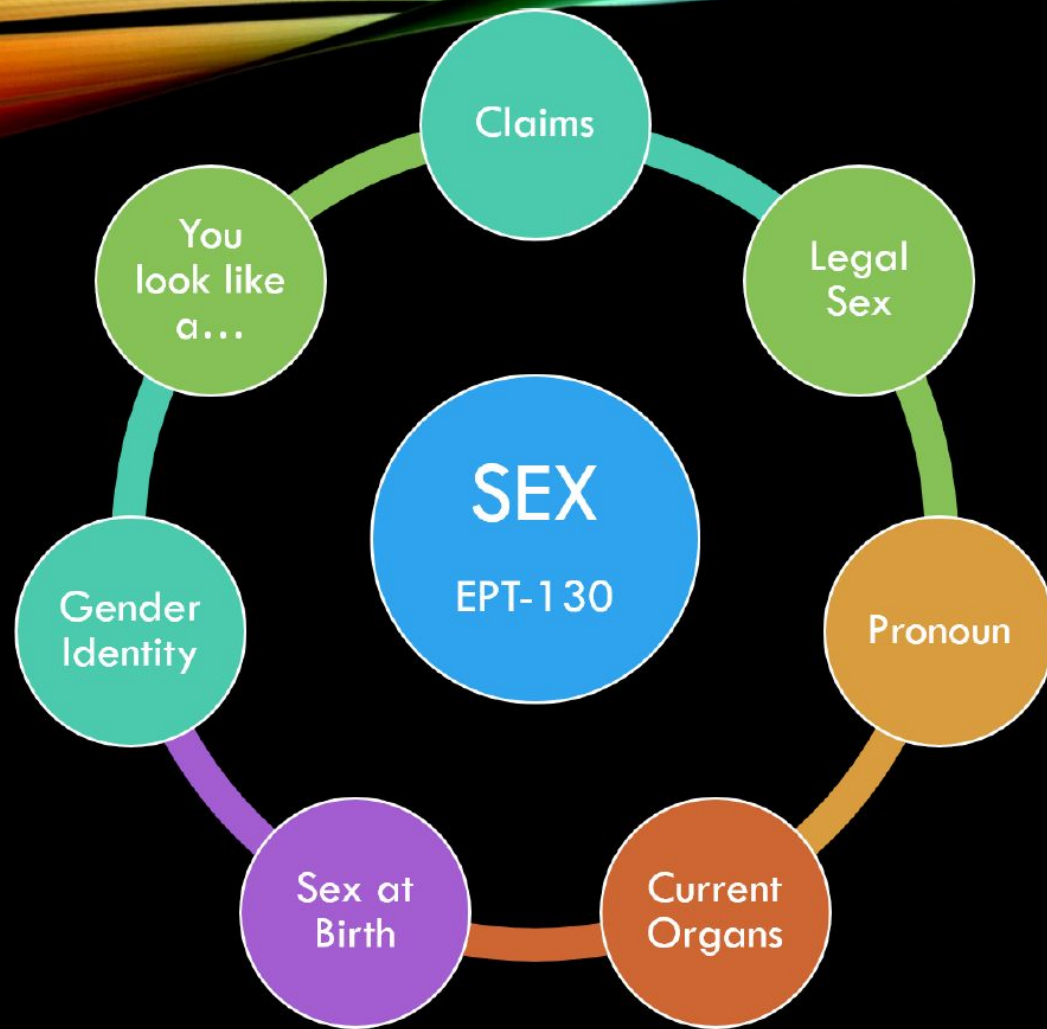 Claims
Legal
Sex
Pronoun
Current
Organs
Sex at
Birth
Gender
Identity
You
look like
a...
SEX
EPT-130